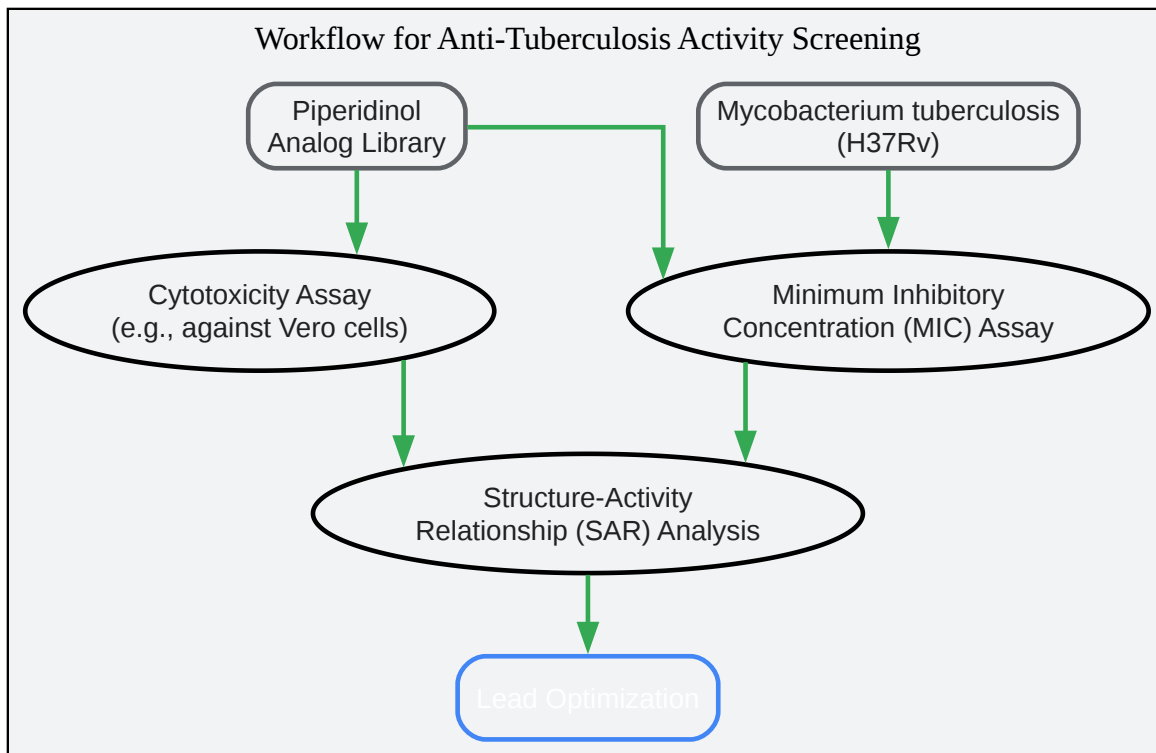 Workflow for Anti-Tuberculosis Activity Screening
Piperidinol
Analog Library
Mycobacterium tuberculosis
(H37Rv)
Cytotoxicity Assay
(e.g., against Vero cells)
Minimum Inhibitory
Concentration (MIC) Assay
Structure-Activity
Relationship (SAR) Analysis
Lead Optimization